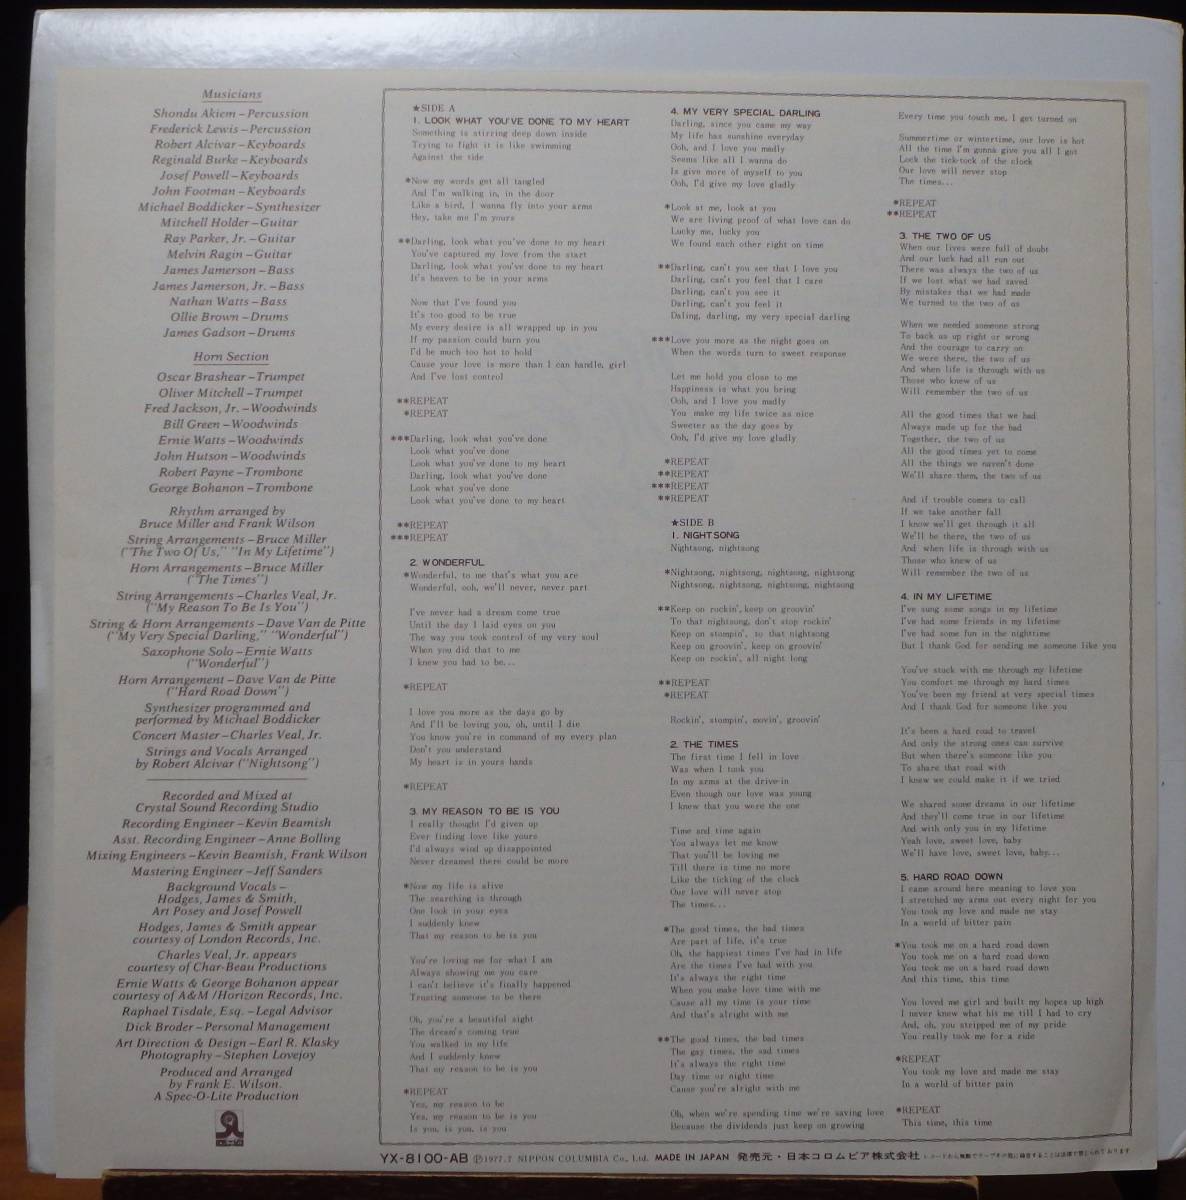 Musicians
Shondu Akiem – Percussion
Frederick Lewis – Percussion
Robert Alcivar – Keyboards
Reginald Burke – Keyboards
Josef Powell – Keyboards
John Footman – Keyboards
Michael Boddicker – Synthesizer
Mitchell Holder – Guitar
Ray Parker, Jr. – Guitar
Melvin Ragin – Guitar
James Jamerson – Bass
James Jamerson, Jr. – Bass
Nathan Watts – Bass
Ollie Brown – Drums
James Gadson – Drums
Horn Section
Oscar Brashear – Trumpet
Oliver Mitchell – Trumpet
Fred Jackson, Jr. – Woodwinds
Bill Green – Woodwinds
Ernie Watts – Woodwinds
John Hutson – Woodwinds
Robert Payne – Trombone
George Bohanon – Trombone
Rhythm arranged by
Bruce Miller and Frank Wilson
String Arrangements – Bruce Miller
("The Two Of Us," "In My Lifetime")
Horn Arrangements – Bruce Miller
("The Times")
String Arrangements – Charles Veal, Jr.
("My Reason To Be Is You")
String & Horn Arrangements – Dave Van de Pitte
("My Very Special Darling," "Wonderful")
Saxophone Solo – Ernie Watts
("Wonderful")
Horn Arrangement – Dave Van de Pitte
("Hard Road Down")
Synthesizer programmed and
performed by Michael Boddicker
Concert Master – Charles Veal, Jr.
Strings and Vocals Arranged
by Robert Alcivar ("Nightsong")
Recorded and Mixed at
Crystal Sound Recording Studio
Recording Engineer – Kevin Beamish
Asst. Recording Engineer – Anne Bolling
Mixing Engineers – Kevin Beamish, Frank Wilson
Mastering Engineer – Jeff Sanders
Background Vocals –
Hodges, James & Smith,
Art Posey and Josef Powell
Hodges, James & Smith appear
courtesy of London Records, Inc.
Charles Veal, Jr. appears
courtesy of Char-Beau Productions
Ernie Watts & George Bohanon appear
courtesy of A&M/Horizon Records, Inc.
Raphael Tisdale, Esq. – Legal Advisor
Dick Broder – Personal Management
Art Direction & Design – Earl R. Klasky
Photography – Stephen Lovejoy
Produced and Arranged
by Frank E. Wilson.
A Spec-O-Lite Production
★SIDE A
1. LOOK WHAT YOU'VE DONE TO MY HEART
Something is stirring deep down inside
Trying to fight it is like swimming
Against the tide
*Now my words get all tangled
And I'm walking in, in the door
Like a bird, I wanna fly into your arms
Hey, take me I'm yours
**Darling, look what you've done to my heart
You've captured my love from the start
Darling, look what you've done to my heart
It's heaven to be in your arms
Now that I've found you
It's too good to be true
My every desire is all wrapped up in you
If my passion could burn you
I'd be much too hot to hold
Cause your love is more than I can handle, girl
And I've lost control
**REPEAT
*REPEAT
***Darling, look what you've done
Look what you've done
Look what you've done to my heart
Darling, look what you've done
Look what you've done
Look what you've done to my heart
**REPEAT
***REPEAT
2. WONDERFUL
*Wonderful, to me that's what you are
Wonderful, ooh, we'll never, never part
I've never had a dream come true
Until the day I laid eyes on you
The way you took control of my very soul
When you did that to me
I knew you had to be...
*REPEAT
I love you more as the days go by
And I'll be loving you, oh, until I die
You know you're in command of my every plan
Don't you understand
My heart is in yours hands
*REPEAT
3. MY REASON TO BE IS YOU
I really thought I'd given up
Ever finding love like yours
I'd always wind up disappointed
Never dreamed there could be more
*Now my life is alive
The searching is through
One look in your eyes
I suddenly knew
That my reason to be is you
You're loving me for what I am
Always showing me you care
I can't believe it's finally happened
Trusting someone to be there
Oh, you're a beautiful sight
The dream's coming true
You walked in my life
And I suddenly knew
That my reason to be is you
*REPEAT
Yes, my reason to be
Yes, my reason to be is you
Is you, is you, is you
4. MY VERY SPECIAL DARLING
Darling, since you came my way
My life has sunshine everyday
Ooh, and I love you madly
Seems like all I wanna do
Is give more of myself to you
Ooh, I'd give my love gladly
*Look at me, look at you
We are living proof of what love can do
Lucky me, lucky you
We found each other right on time
**Darling, can't you see that I love you
Darling, can't you feel that I care
Darling, can't you see it
Darling, can't you feel it
Daling, darling, my very special darling
***Love you more as the night goes on
When the words turn to sweet response
Let me hold you close to me
Happiness is what you bring
Ooh, and I love you madly
You make my life twice as nice
Sweeter as the day goes by
Ooh, I'd give my love gladly
*REPEAT
**REPEAT
***REPEAT
**REPEAT
★SIDE B
1. NIGHTSONG
Nightsong, nightsong
*Nightsong, nightsong, nightsong, nightsong
Nightsong, nightsong, nightsong, nightsong
**Keep on rockin', keep on groovin'
To that nightsong, don't stop rockin'
Keep on stompin', to that nightsong
Keep on groovin', keep on groovin'
Keep on rockin', all night long
**REPEAT
*REPEAT
Rockin', stompin', movin', groovin'
2. THE TIMES
The first time I fell in love
Was when I took you
In my arms at the drive-in
Even though our love was young
I knew that you were the one
Time and time again
You always let me know
That you'll be loving me
Till there is time no more
Like the ticking of the clock
Our love will never stop
The times...
*The good times, the bad times
Are part of life, it's true
Oh, the happiest times I've had in life
Are the times I've had with you
It's always the right time
When you make love time with me
Cause all my time is your time
And that's alright with me
**The good times, the bad times
The gay times, the sad times
It's always the right time
Day time or night time
Cause you're alright with me
Oh, when we're spending time we're saving love
Because the dividends just keep on growing
Every time you touch me, I get turned on
Summertime or wintertime, our love is hot
All the time I'm gonna give you all I got
Lock the tick-tock of the clock
Our love will never stop
The times...
*REPEAT
**REPEAT
3. THE TWO OF US
When our lives were full of doubt
And our luck had all run out
There was always the two of us
If we lost what we had saved
By mistakes that we had made
We turned to the two of us
When we needed someone strong
To back us up right or wrong
And the courage to carry on
We were there, the two of us
And when life is through with us
Those who knew of us
Will remember the two of us
All the good times that we had
Always made up for the bad
Together, the two of us
All the good times yet to come
All the things we naven't done
We'll share them, the two of us
And if trouble comes to call
If we take another fall
I know we'll get through it all
We'll be there, the two of us
And when life is through with us
Those who knew of us
Will remember the two of us
4. IN MY LIFETIME
I've sung some songs in my lifetime
I've had some friends in my lifetime
I've had some fun in the nighttime
But I thank God for sending me someone like you
You've stuck with me through my lifetime
You comfort me through my hard times
You've been my friend at very special times
And I thank God for someone like you
It's been a hard road to travel
And only the strong ones can survive
But when there's someone like you
To share that road with
I knew we could make it if we tried
We shared some dreams in our lifetime
And they'll come true in our lifetime
And with only you in my lifetime
Yeah love, sweet love, baby
We'll have love, sweet love, baby...
5. HARD ROAD DOWN
I came around here meaning to love you
I stretched my arms out every night for you
You took my love and made me stay
In a world of bitter pain
*You took me on a hard road down
You took me on a hard road down
You took me on a hard road down
And this time, this time
You loved me girl and built my hopes up high
I never knew what his me till I had to cry
And, oh, you stripped me of my pride
You really took me for a ride
*REPEAT
You took my love and made me stay
In a world of bitter pain
*REPEAT
This time, this time
YX-8100-AB Ⓟ1977.7 NIPPON COLUMBIA Co., Ltd. MADE IN JAPAN 発売元・日本コロムビア株式会社